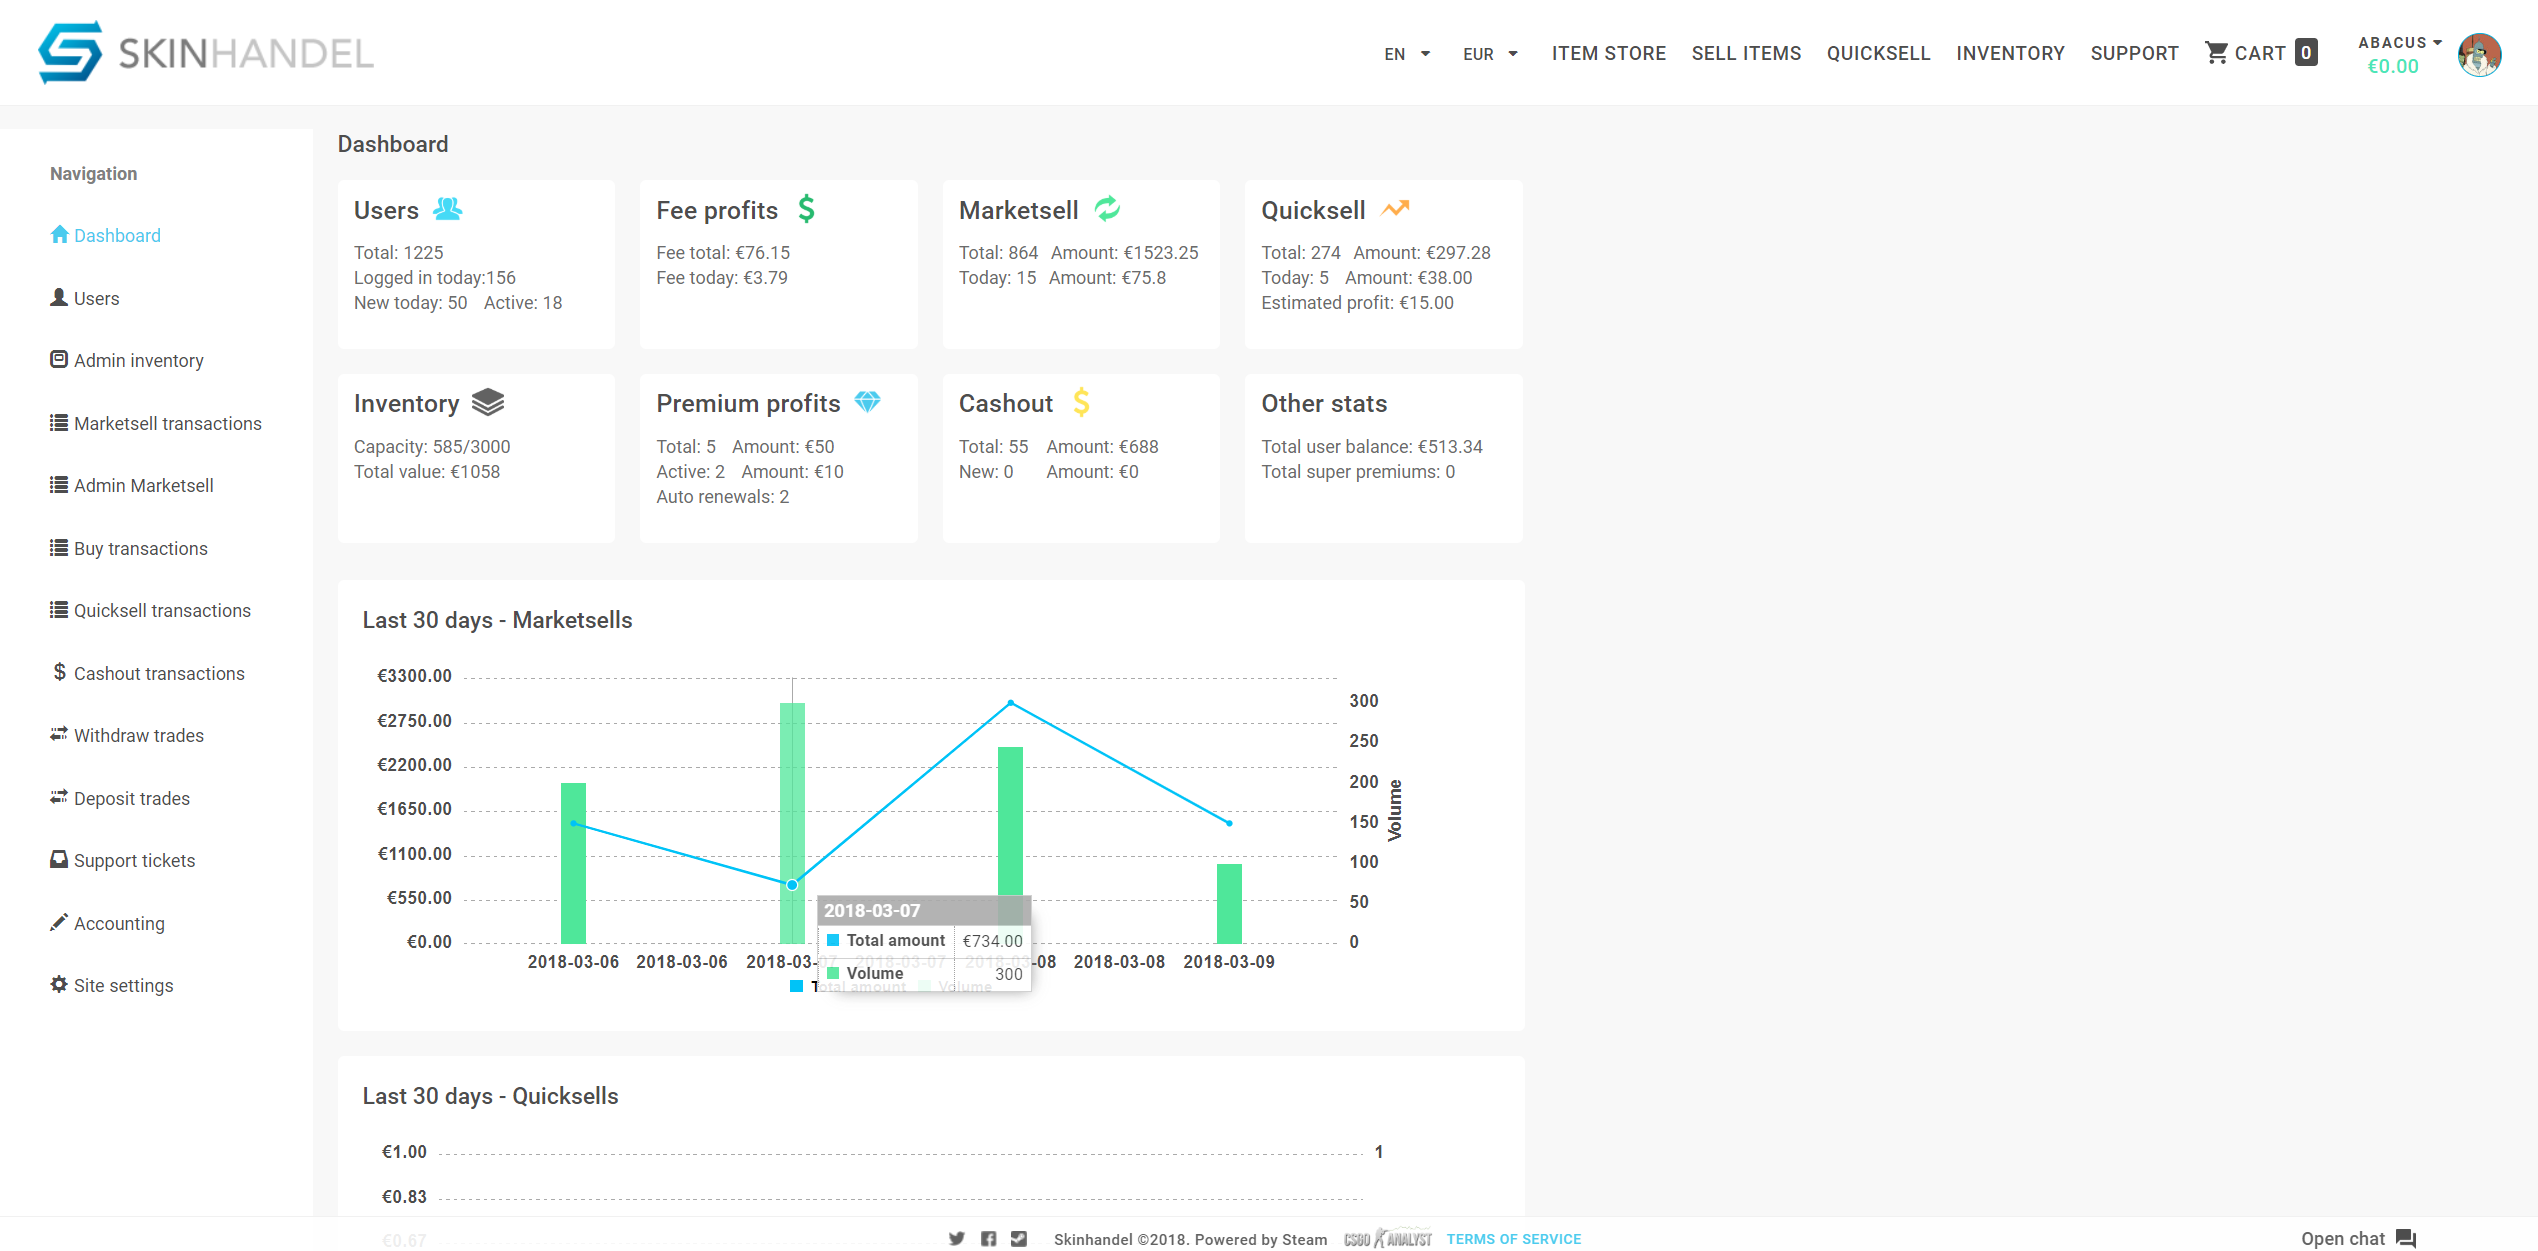 SKINHANDEL
EN
EUR
ITEM STORE
SELL ITEMS
QUICKSELL
INVENTORY
SUPPORT
CART 0
ABACUS
€0.00
Navigation
Dashboard
Users
Admin inventory
Marketsell transactions
Admin Marketsell
Buy transactions
Quicksell transactions
Cashout transactions
Withdraw trades
Deposit trades
Support tickets
Accounting
Site settings
Dashboard
Users
Total: 1225
Logged in today:156
New today: 50 Active: 18
Fee profits
Fee total: €76.15
Fee today: €3.79
Marketsell
Total: 864 Amount: €1523.25
Today: 15 Amount: €75.8
Quicksell
Total: 274 Amount: €297.28
Today: 5 Amount: €38.00
Estimated profit: €15.00
Inventory
Capacity: 585/3000
Total value: €1058
Premium profits
Total: 5 Amount: €50
Active: 2 Amount: €10
Auto renewals: 2
Cashout
Total: 55 Amount: €688
New: 0 Amount: €0
Other stats
Total user balance: €513.34
Total super premiums: 0
Last 30 days - Marketsells
€3300.00
€2750.00
€2200.00
€1650.00
€1100.00
€550.00
€0.00
300
250
200
150
100
50
0
Volume
2018-03-07
Total amount €734.00
Volume 300
2018-03-06 2018-03-06 2018-03-07 2018-03-07 2018-03-08 2018-03-08 2018-03-09
Total amount Volume
Last 30 days - Quicksells
€1.00
1
€0.83
€0.67
Skinhandel ©2018. Powered by Steam
CSGO ANALYST
TERMS OF SERVICE
Open chat